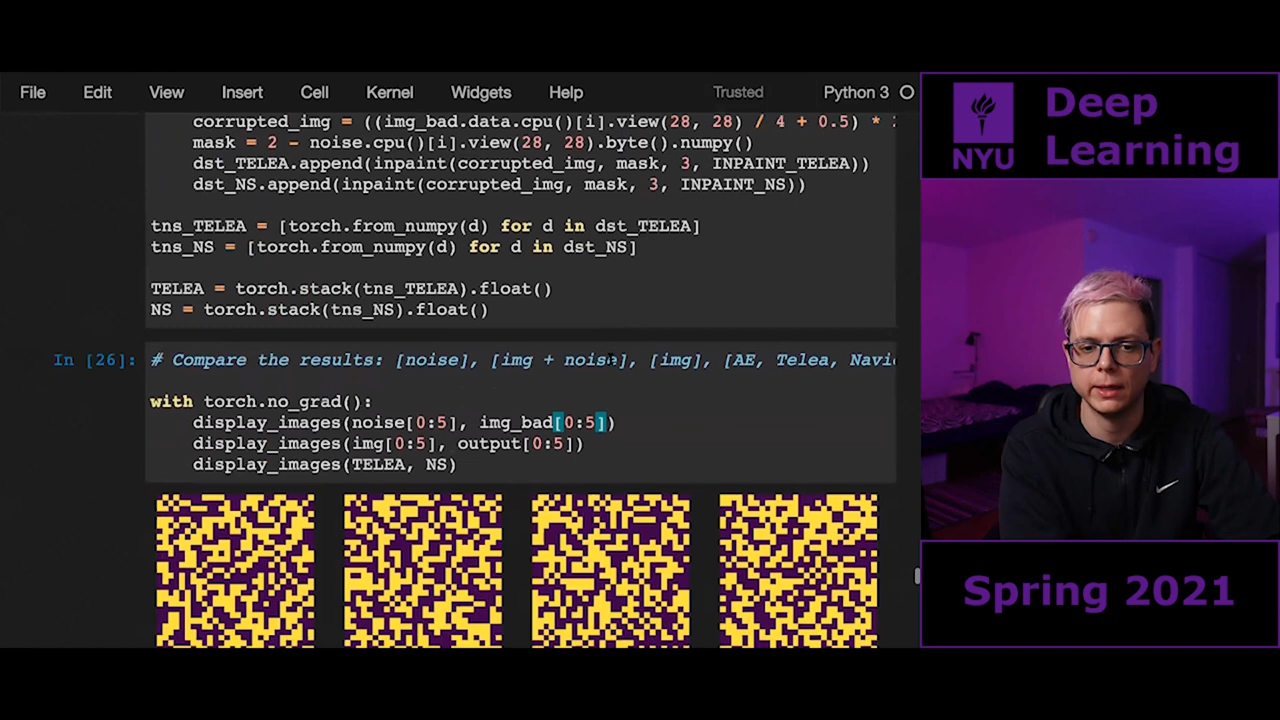 File Edit View Insert Cell Kernel Widgets Help Trusted Python 3
corrupted_img = ((img_bad.data.cpu()[i].view(28, 28) / 4 + 0.5) *
mask = 2 - noise.cpu()[i].view(28, 28).byte().numpy()
dst_TELEA.append(inpaint(corrupted_img, mask, 3, INPAINT_TELEA))
dst_NS.append(inpaint(corrupted_img, mask, 3, INPAINT_NS))
tns_TELEA = [torch.from_numpy(d) for d in dst_TELEA]
tns_NS = [torch.from_numpy(d) for d in dst_NS]
TELEA = torch.stack(tns_TELEA).float()
NS = torch.stack(tns_NS).float()
In [26]: # Compare the results: [noise], [img + noise], [img], [AE, Telea,
with torch.no_grad():
display_images(noise[0:5], img_bad[0:5])
display_images(img[0:5], output[0:5])
display_images(TELEA, NS)
NYU
Deep
Learning
Spring 2021